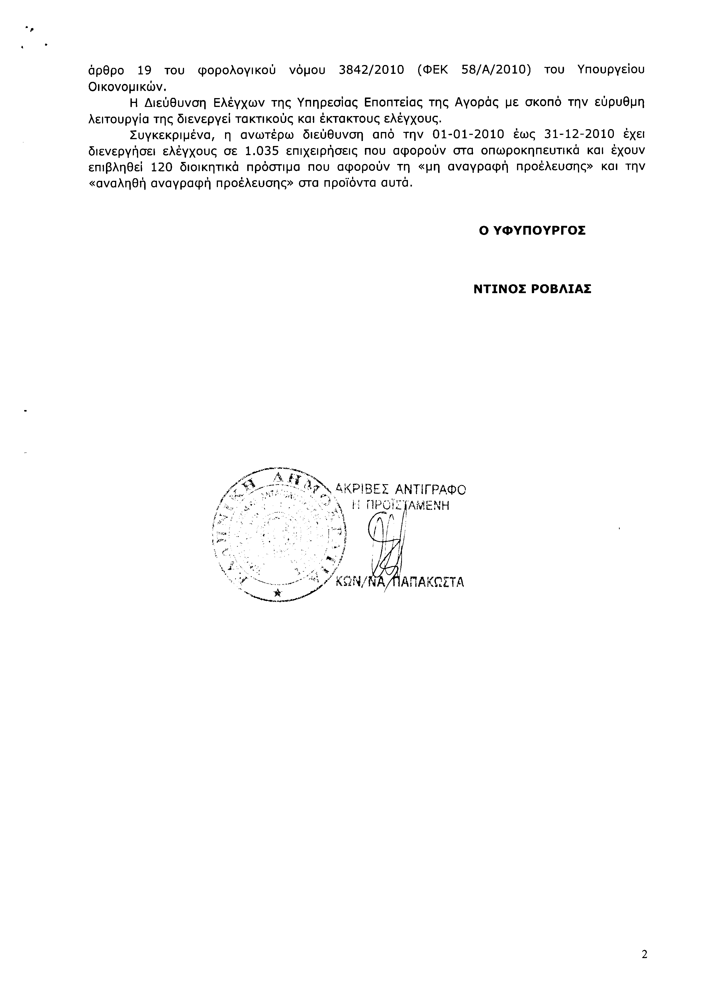 άρθρο 19 του φορολογικού νόμου 3842/2010 (ΦΕΚ 58/Α/2010) του Υπουργείου
Οικονομικών.
Η Διεύθυνση Ελέγχων της Υπηρεσίας Εποπτείας της Αγοράς με σκοπό την εύρυθμη
λειτουργία της διενεργεί τακτικούς και έκτακτους ελέγχους.
Συγκεκριμένα, η ανωτέρω διεύθυνση από την 01-01-2010 έως 31-12-2010 έχει
διενεργήσει ελέγχους σε 1.035 επιχειρήσεις που αφορούν στα οπωροκηπευτικά και έχουν
επιβληθεί 120 διοικητικά πρόστιμα που αφορούν τη «μη αναγραφή προέλευσης» και την
«αναληθή αναγραφή προέλευσης» στα προϊόντα αυτά.
Ο ΥΦΥΠΟΥΡΓΟΣ
ΝΤΙΝΟΣ ΡΟΒΛΙΑΣ
ΕΛΛΗΝΙΚΗ ΔΗΜΟΚΡΑΤΙΑ
ΑΚΡΙΒΕΣ ΑΝΤΙΓΡΑΦΟ
Η ΠΡΟΪΣΤΑΜΕΝΗ
ΚΩΝ/ΝΑ ΠΑΠΑΚΩΣΤΑ
2